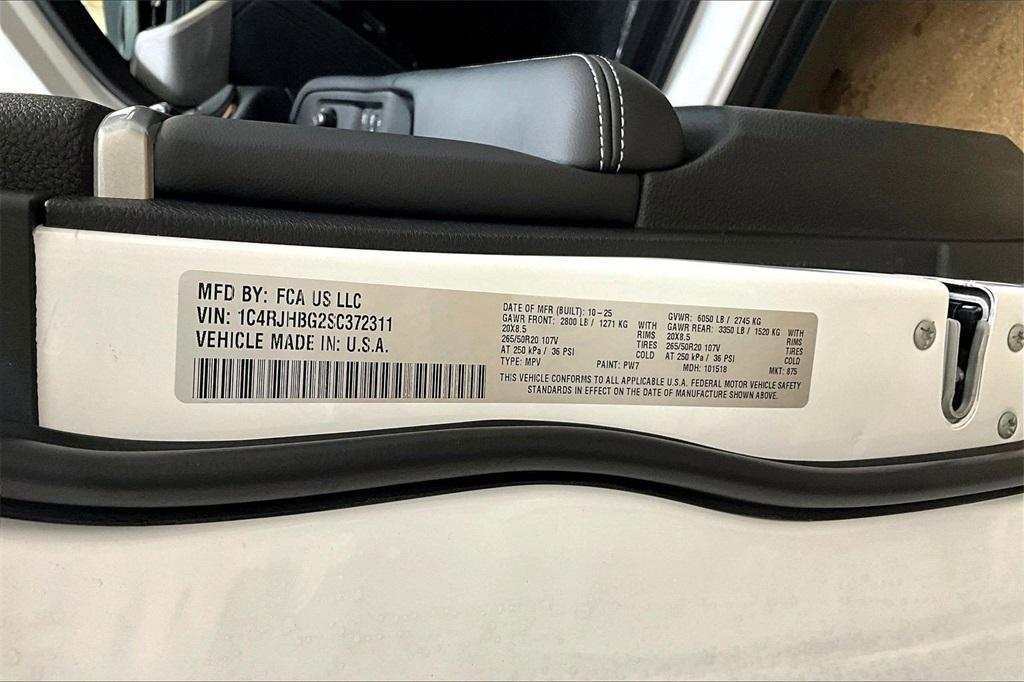 MFD BY: FCA US LLC
VIN: 1C4RJHBG2SC372311
VEHICLE MADE IN: U.S.A.
DATE OF MFR (BUILT): 10-25
GAWR FRONT: 2800 LB / 1271 KG WITH
20X8.5 RIMS
265/50R20 107V TIRES
AT 250 kPa / 36 PSI COLD
TYPE: MPV PAINT: PW7
GVWR: 6050 LB / 2745 KG
GAWR REAR: 3350 LB / 1520 KG WITH
20X8.5 RIMS
265/50R20 107V TIRES
AT 250 kPa / 36 PSI COLD
MDH: 101518 MKT: 875
THIS VEHICLE CONFORMS TO ALL APPLICABLE U.S.A. FEDERAL MOTOR VEHICLE SAFETY
STANDARDS IN EFFECT ON THE DATE OF MANUFACTURE SHOWN ABOVE.